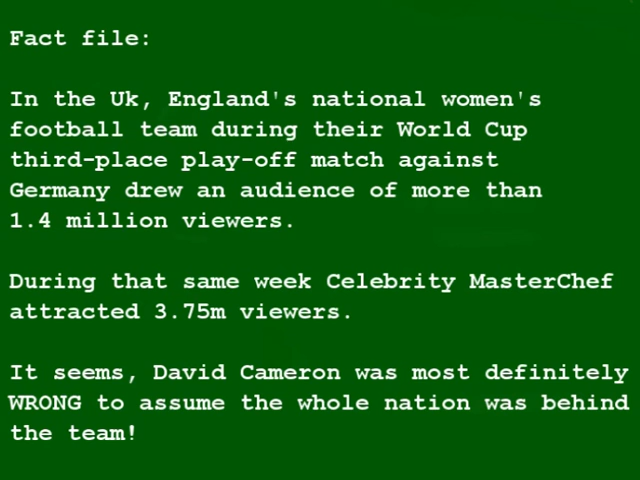 Fact file:
In the Uk, England's national women's
football team during their World Cup
third-place play-off match against
Germany drew an audience of more than
1.4 million viewers.
During that same week Celebrity MasterChef
attracted 3.75m viewers.
It seems, David Cameron was most definitely
WRONG to assume the whole nation was behind
the team!